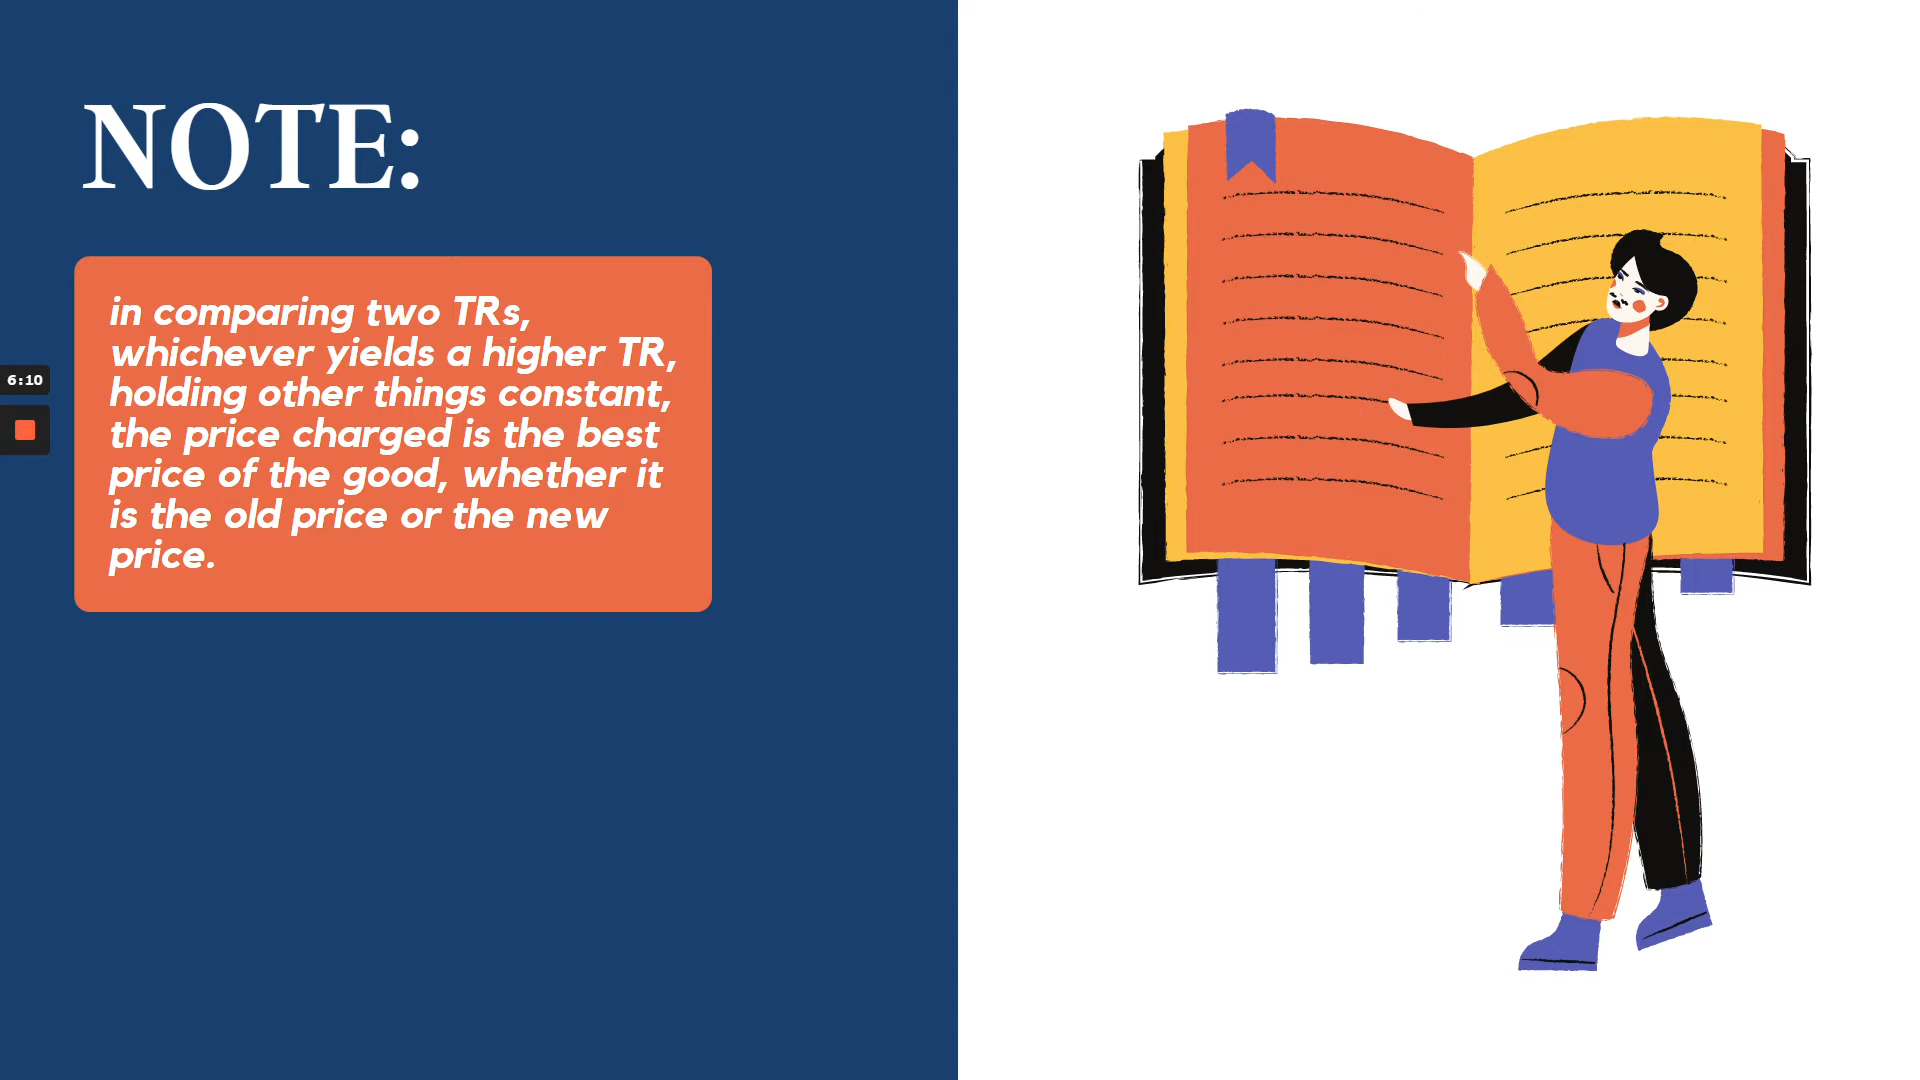 NOTE:
in comparing two TRs,
whichever yields a higher TR,
holding other things constant,
the price charged is the best
price of the good, whether it
is the old price or the new
price.
6:10